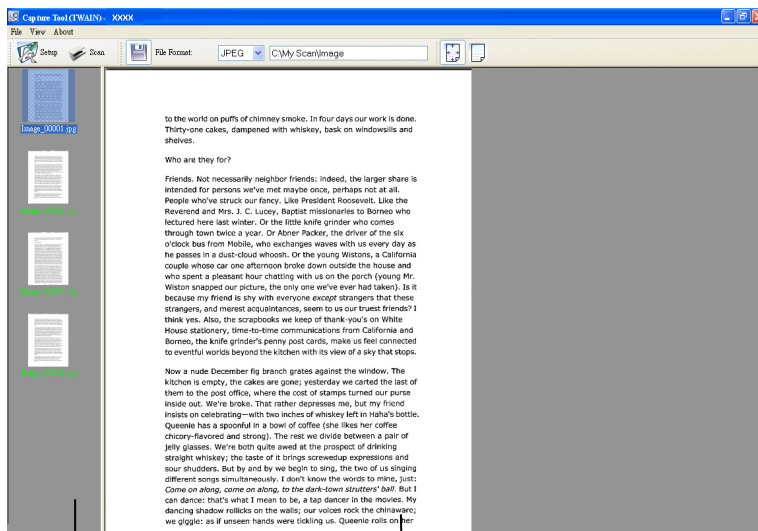 Capture Tool(TWAIN) - XXXX
File View About
Setup Scan File Format: JPEG C:\My Scan\Image
Image_00001.jpg
to the world on puffs of chimney smoke. In four days our work is done.
Thirty-one cakes, dampened with whiskey, bask on windowsills and
shelves.
Who are they for?
Friends. Not necessarily neighbor friends: indeed, the larger share is
intended for persons we've met maybe once, perhaps not at all.
People who've struck our fancy. Like President Roosevelt. Like the
Reverend and Mrs. J. C. Lucey, Baptist missionaries to Borneo who
lectured here last winter. Or the little knife grinder who comes
through town twice a year. Or Abner Packer, the driver of the six
o'clock bus from Mobile, who exchanges waves with us every day as
he passes in a dust-cloud whoosh. Or the young Wistons, a California
couple whose car one afternoon broke down outside the house and
who spent a pleasant hour chatting with us on the porch (young Mr.
Wiston snapped our picture, the only one we've ever had taken). Is it
because my friend is shy with everyone except strangers that these
strangers, and merest acquaintances, seem to us our truest friends? I
think yes. Also, the scrapbooks we keep of thank-you's on White
House stationery, time-to-time communications from California and
Borneo, the knife grinder's penny post cards, make us feel connected
to eventful worlds beyond the kitchen with its view of a sky that stops.
Now a nude December fig branch grates against the window. The
kitchen is empty, the cakes are gone; yesterday we carted the last of
them to the post office, where the cost of stamps turned our purse
inside out. We're broke. That rather depresses me, but my friend
insists on celebrating—with two inches of whiskey left in Haha's bottle.
Queenie has a spoonful in a bowl of coffee (she likes her coffee
chicory-flavored and strong). The rest we divide between a pair of
jelly glasses. We're both quite awed at the prospect of drinking
straight whiskey; the taste of it brings screwedup expressions and
sour shudders. But by and by we begin to sing, the two of us singing
different songs simultaneously. I don't know the words to mine, just:
Come on along, come on along, to the dark-town strutters' ball. But I
can dance: that's what I mean to be, a tap dancer in the movies. My
dancing shadow rollicks on the walls; our voices rock the chinaware;
we giggle: as if unseen hands were tickling us. Queenie rolls on her